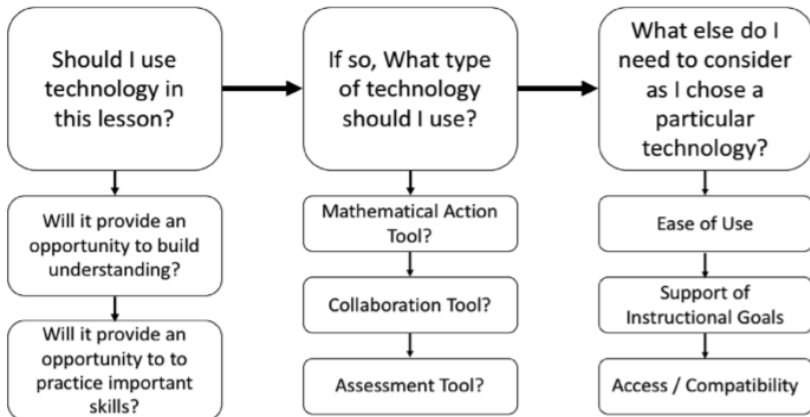 Should I use
technology in
this lesson?
If so, What type
of technology
should I use?
What else do I
need to consider
as I chose a
particular
technology?
Will it provide an
opportunity to build
understanding?
Will it provide an
opportunity to to
practice important
skills?
Mathematical Action
Tool?
Collaboration Tool?
Assessment Tool?
Ease of Use
Support of
Instructional Goals
Access / Compatibility